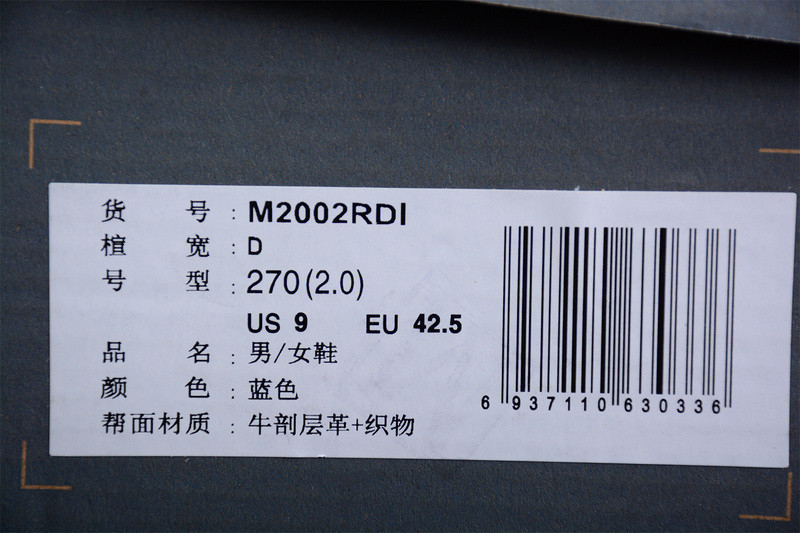 货 号 : M2002RDI
楦 宽 : D
号 型 : 270(2.0)
US 9 EU 42.5
品 名 : 男/女鞋
颜 色 : 蓝色
帮面材质 : 牛剖层革+织物
6 937110 630336